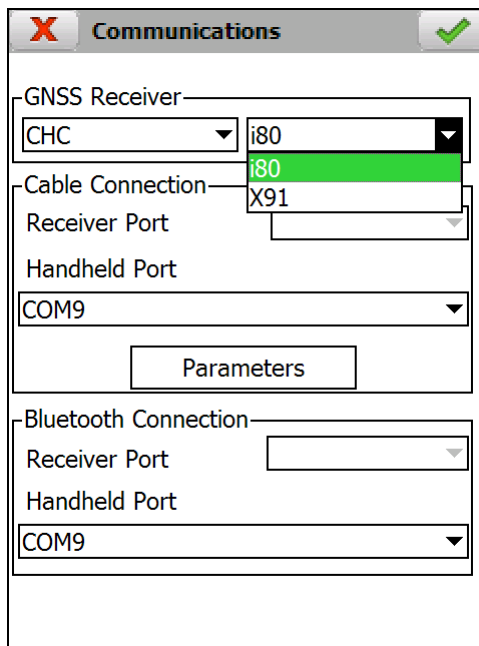 X Communications
GNSS Receiver
CHC i80
i80
X91
Cable Connection
Receiver Port
Handheld Port
COM9
Parameters
Bluetooth Connection
Receiver Port
Handheld Port
COM9